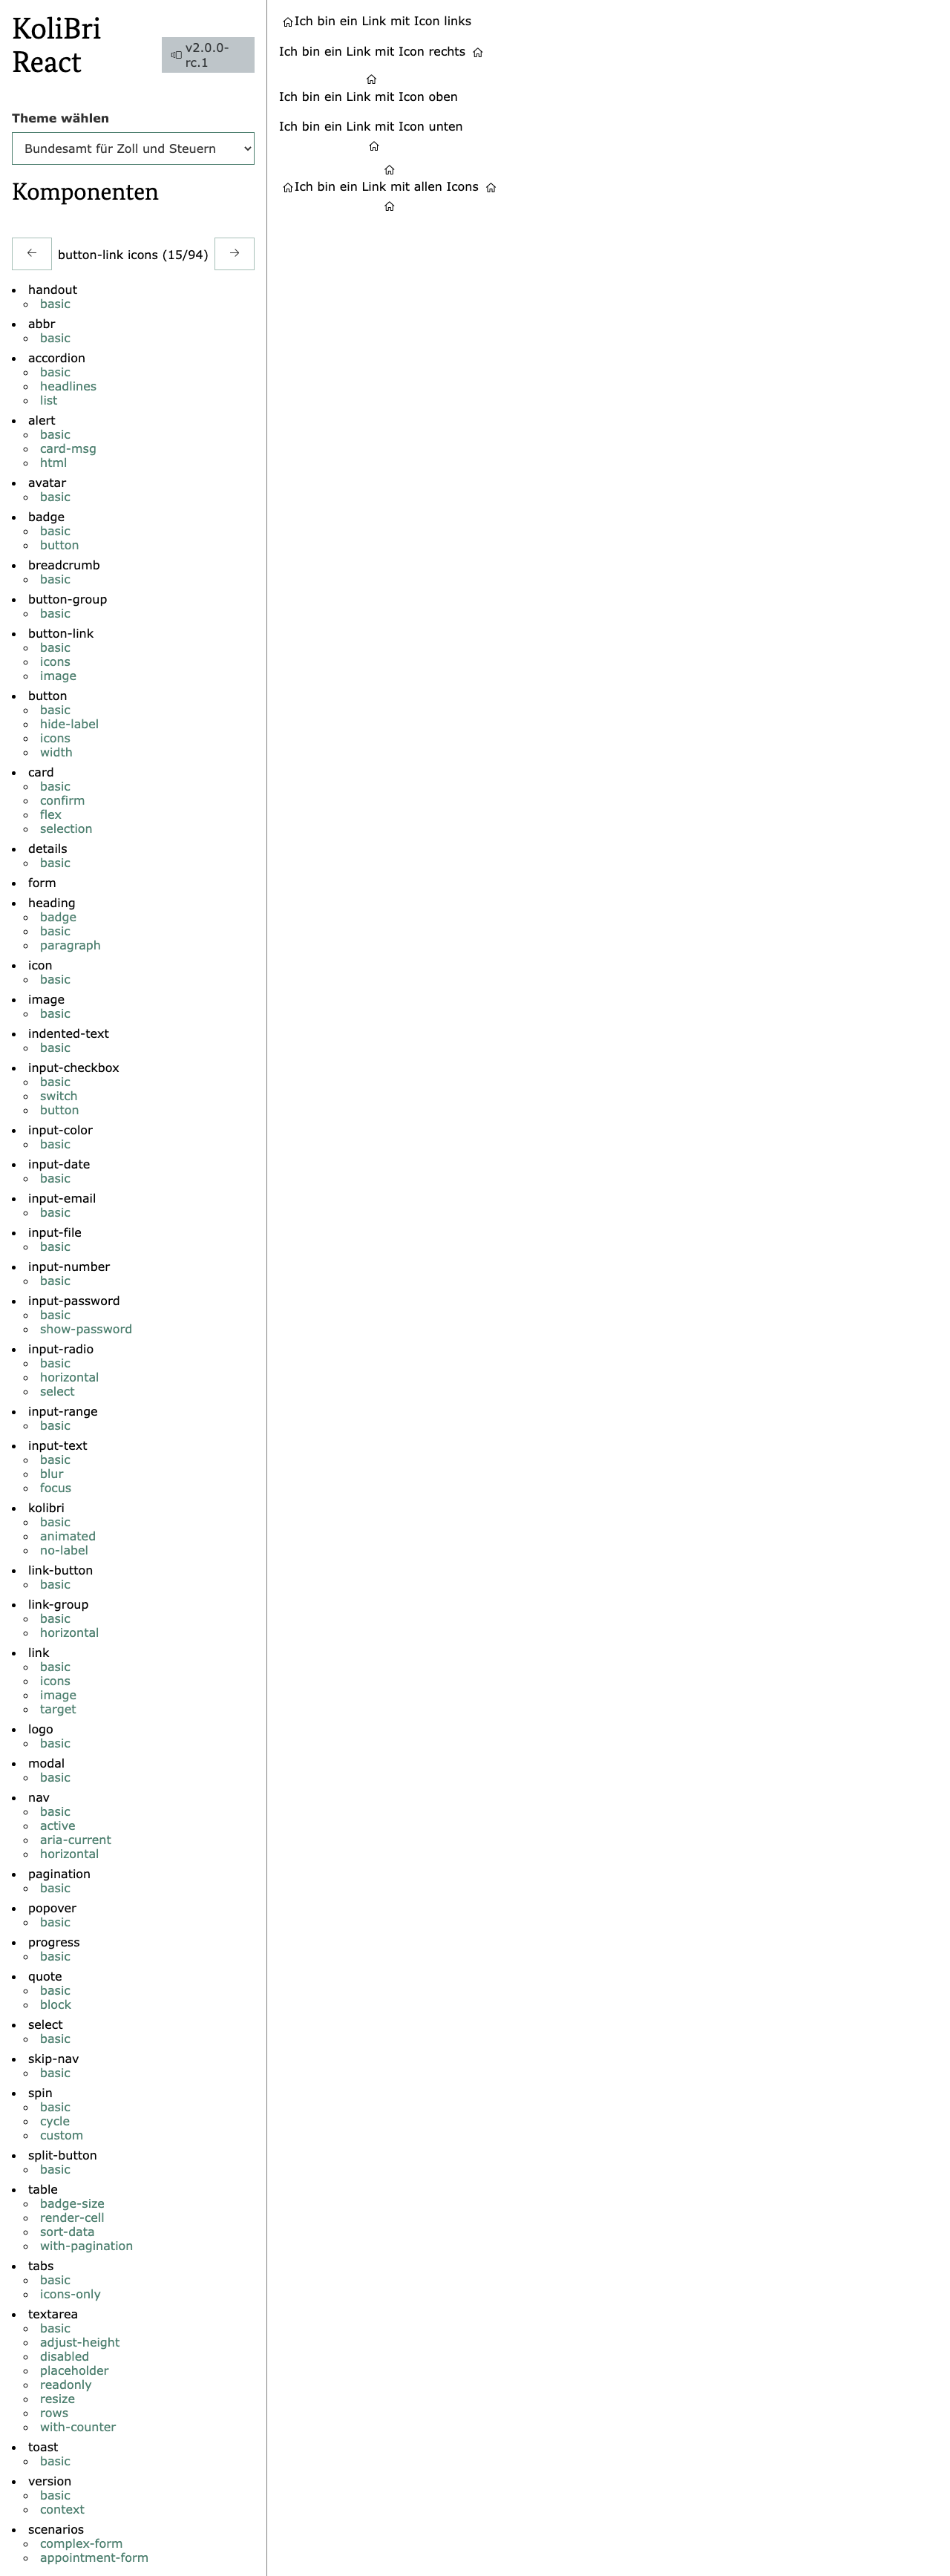 KoliBri
React
v2.0.0-
rc.1
Theme wählen
Bundesamt für Zoll und Steuern
Komponenten
button-link icons (15/94)
handout
basic
abbr
basic
accordion
basic
headlines
list
alert
basic
card-msg
html
avatar
basic
badge
basic
button
breadcrumb
basic
button-group
basic
button-link
basic
icons
image
button
basic
hide-label
icons
width
card
basic
confirm
flex
selection
details
basic
form
heading
badge
basic
paragraph
icon
basic
image
basic
indented-text
basic
input-checkbox
basic
switch
button
input-color
basic
input-date
basic
input-email
basic
input-file
basic
input-number
basic
input-password
basic
show-password
input-radio
basic
horizontal
select
input-range
basic
input-text
basic
blur
focus
kolibri
basic
animated
no-label
link-button
basic
link-group
basic
horizontal
link
basic
icons
image
target
logo
basic
modal
basic
nav
basic
active
aria-current
horizontal
pagination
basic
popover
basic
progress
basic
quote
basic
block
select
basic
skip-nav
basic
spin
basic
cycle
custom
split-button
basic
table
badge-size
render-cell
sort-data
with-pagination
tabs
basic
icons-only
textarea
basic
adjust-height
disabled
placeholder
readonly
resize
rows
with-counter
toast
basic
version
basic
context
scenarios
complex-form
appointment-form
Ich bin ein Link mit Icon links
Ich bin ein Link mit Icon rechts
Ich bin ein Link mit Icon oben
Ich bin ein Link mit Icon unten
Ich bin ein Link mit allen Icons